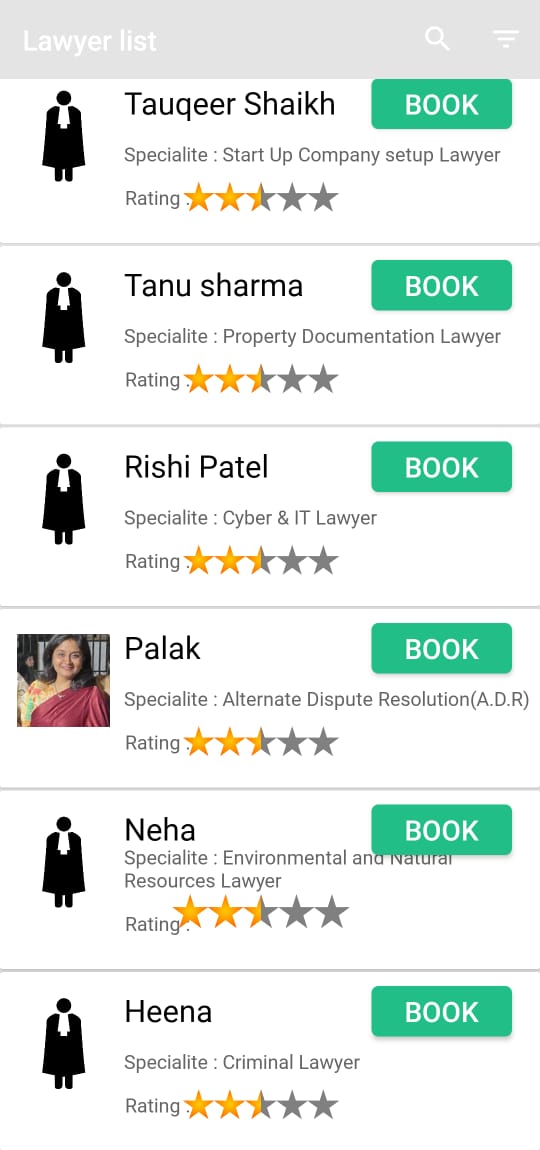 Lawyer list
Tauqeer Shaikh BOOK
Specialite : Start Up Company setup Lawyer
Rating :
Tanu sharma BOOK
Specialite : Property Documentation Lawyer
Rating :
Rishi Patel BOOK
Specialite : Cyber & IT Lawyer
Rating :
Palak BOOK
Specialite : Alternate Dispute Resolution(A.D.R)
Rating :
Neha BOOK
Specialite : Environmental and Natural
Resources Lawyer
Rating :
Heena BOOK
Specialite : Criminal Lawyer
Rating :